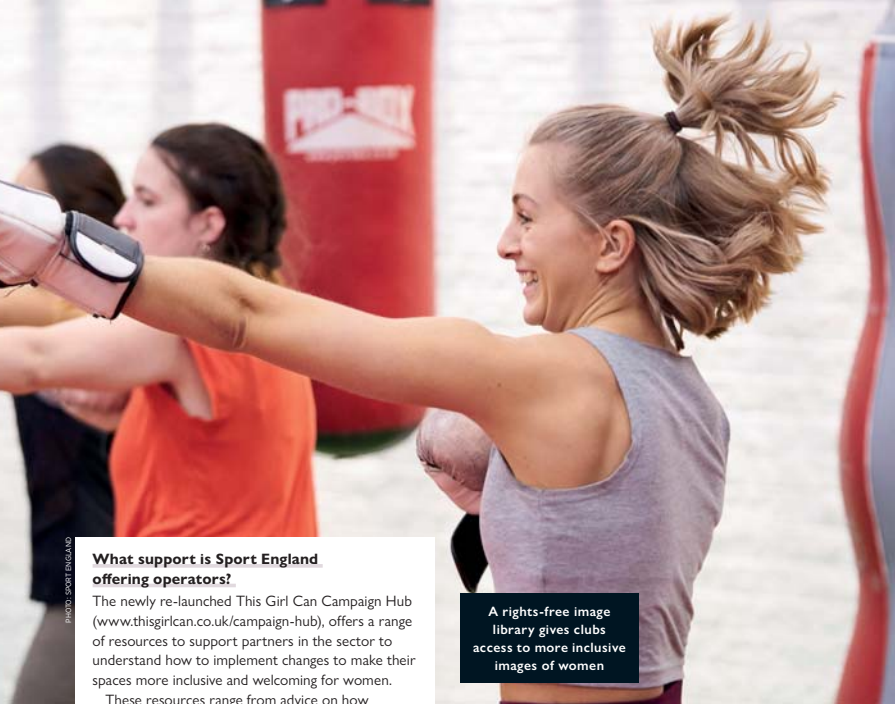 PRO-BOX
PHOTO: SPORT ENGLAND
What support is Sport England
offering operators?
The newly re-launched This Girl Can Campaign Hub
(www.thisgirlcan.co.uk/campaign-hub), offers a range
of resources to support partners in the sector to
understand how to implement changes to make their
spaces more inclusive and welcoming for women.
These resources range from advice on how
A rights-free image
library gives clubs
access to more inclusive
images of women